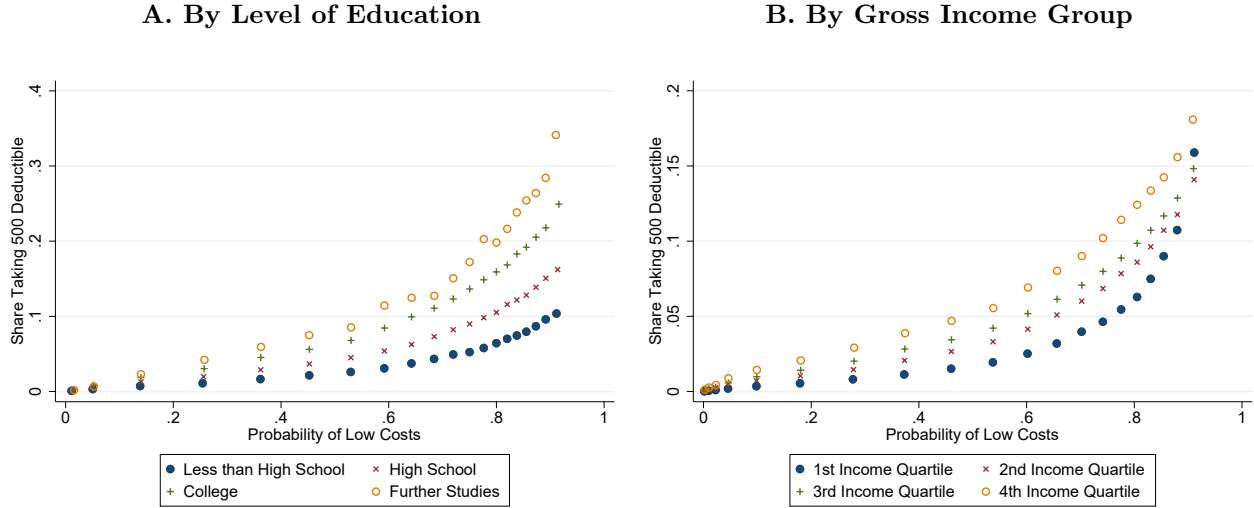 A. By Level of Education
Share Taking 500 Deductible
.4
.3
.2
.1
0
0 .2 .4 .6 .8 1
Probability of Low Costs
Less than High School High School
College Further Studies
B. By Gross Income Group
Share Taking 500 Deductible
.2
.15
.1
.05
0
0 .2 .4 .6 .8 1
Probability of Low Costs
1st Income Quartile 2nd Income Quartile
3rd Income Quartile 4th Income Quartile